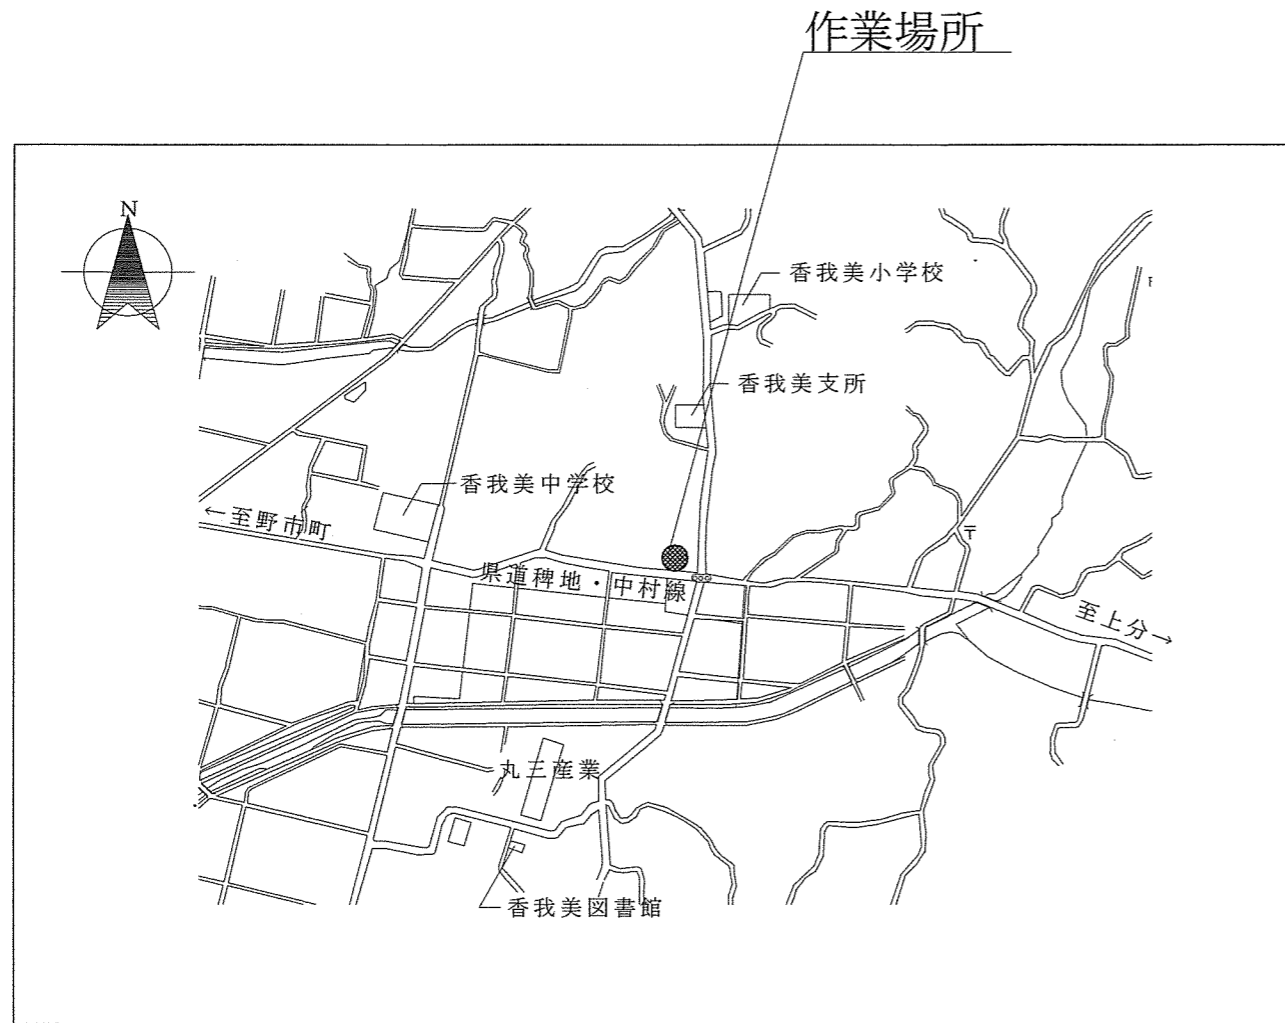 作業場所
N
香我美小学校
香我美支所
香我美中学校
←至野市町
〒
県道稗地・中村線
至上分→
丸三産業
香我美図書館